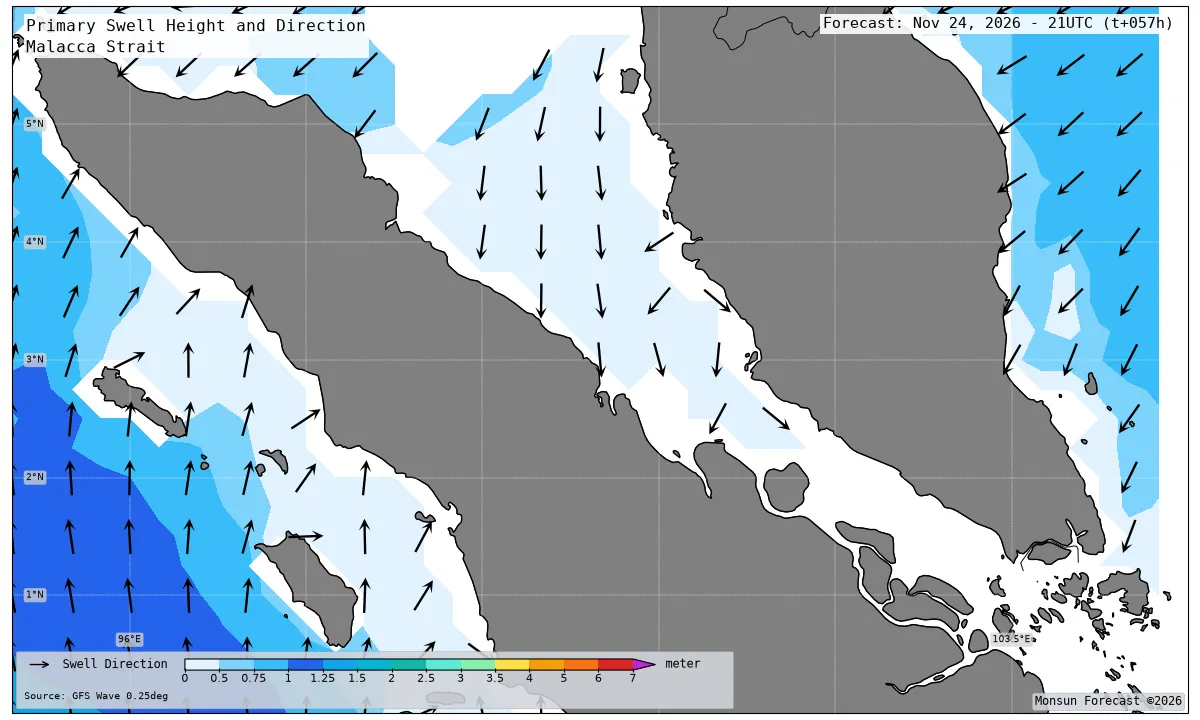 Primary Swell Height and Direction
Malacca Strait
Forecast: Nov 24, 2026 - 21UTC (t+057h)
5°N
4°N
3°N
2°N
1°N
96°E
103.5°E
Swell Direction
0 0.5 0.75 1 1.25 1.5 2 2.5 3 3.5 4 5 6 7
meter
Source: GFS Wave 0.25deg
Monsun Forecast ©2026